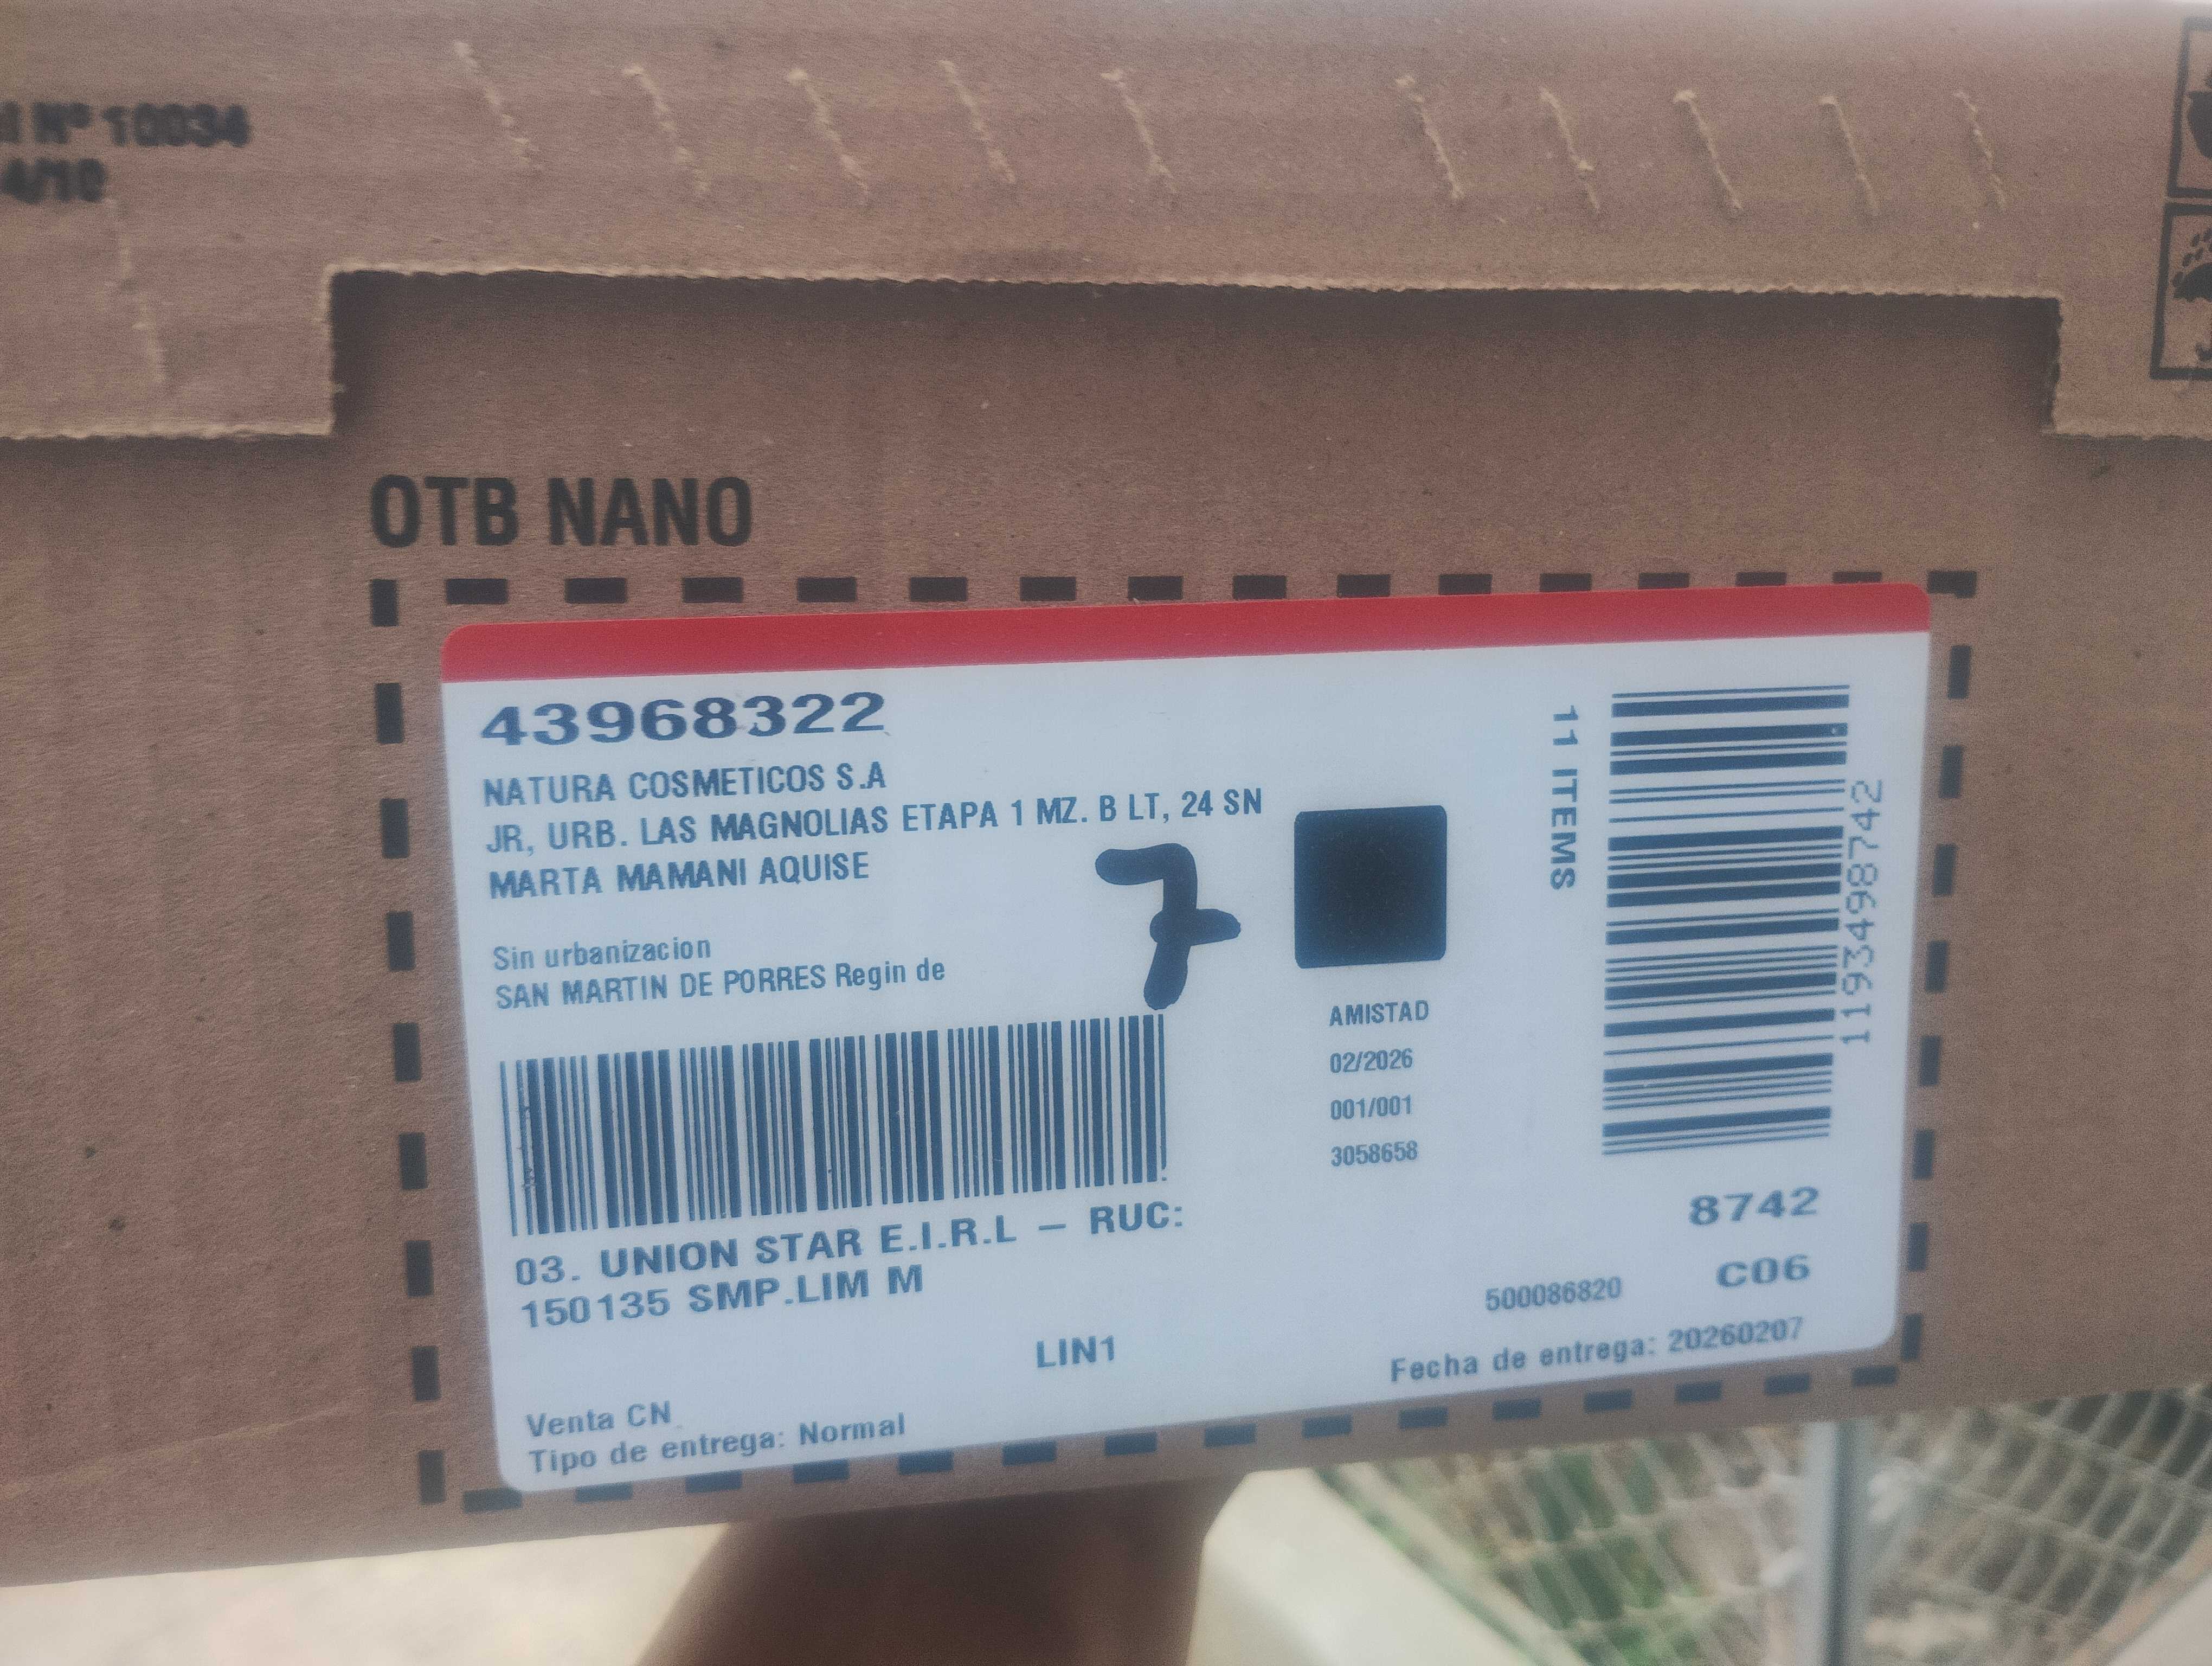 Nº 10034
4/10
OTB NANO
43968322
NATURA COSMETICOS S.A
JR, URB. LAS MAGNOLIAS ETAPA 1 MZ. B LT, 24 SN
MARTA MAMANI AQUISE
7
Sin urbanizacion
SAN MARTIN DE PORRES Regin de
03. UNION STAR E.I.R.L – RUC:
150135 SMP.LIM M
LIN1
Venta CN
Tipo de entrega: Normal
AMISTAD
02/2026
001/001
3058658
11 ITEMS
1193498742
8742
C06
500086820
Fecha de entrega: 20260207